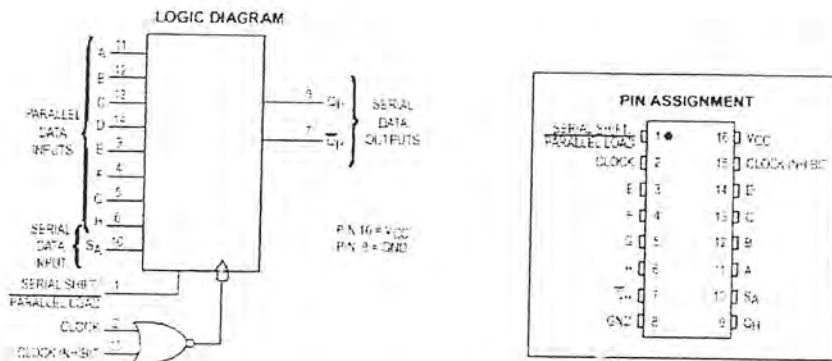 LOGIC DIAGRAM
PARALLEL
DATA
INPUTS
A 11
B 12
C 13
D 14
E 3
F 4
G 5
H 6
SERIAL
DATA
INPUT
SA 10
SERIAL SHIFT/
PARALLEL LOAD 1
CLOCK 2
CLOCK INHIBIT
9 QH
7 QH
SERIAL
DATA
OUTPUTS
PIN 16 = VCC
PIN 8 = GND
PIN ASSIGNMENT
SERIAL SHIFT/
PARALLEL LOAD 1 16 VCC
CLOCK 2 15 CLOCK INHIBIT
E 3 14 D
F 4 13 C
G 5 12 B
H 6 11 A
QH 7 10 SA
GND 8 9 QH